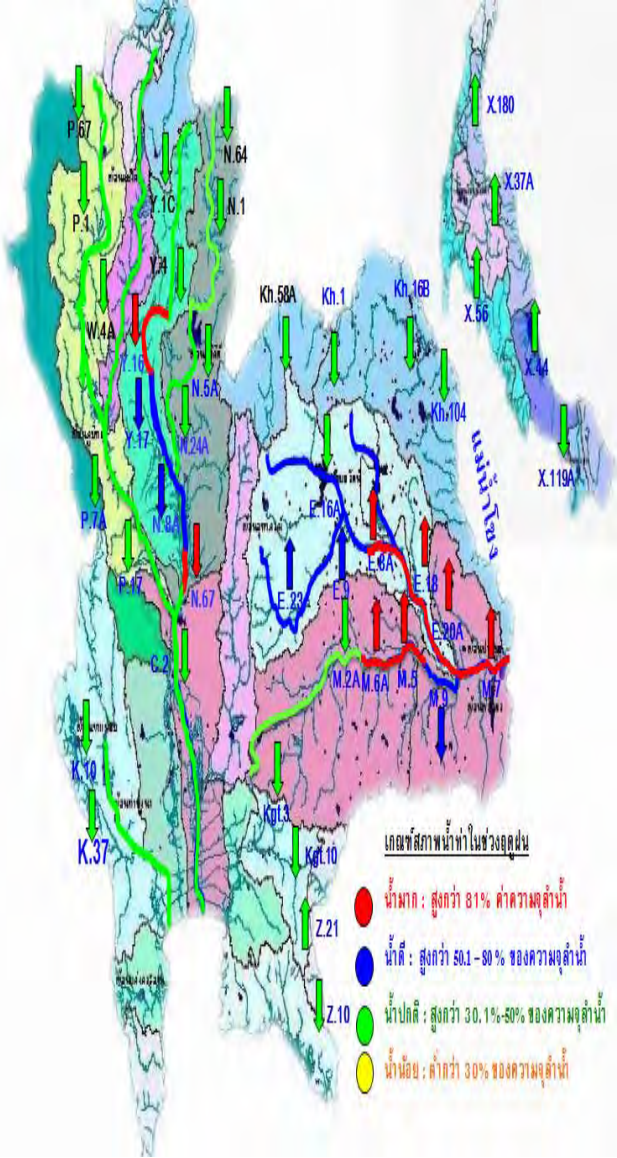 P.67
P.1
W.4A
Y.1C
Y.4
N.64
N.1
Y.16
Y.17
N.5A
N.24A
N.8A
P.7A
P.17
N.67
C.2
K.10
K.37
Kh.58A
Kh.1
Kh.16B
Kh.104
แม่น้ำโขง
E.16A
E.8A
E.18
E.23
E.9
E.20A
M.2A
M.6A
M.5
M.9
M.7
Kgt.3
Kgt.10
Z.21
Z.10
X.180
X.37A
X.56
X.44
X.119A
เกณฑ์สภาพน้ำท่าในช่วงฤดูฝน
น้ำมาก : สูงกว่า 81% ค่าความจุลำน้ำ
น้ำดี : สูงกว่า 50.1 – 80 % ของความจุลำน้ำ
น้ำปกติ : สูงกว่า 30.1%-50% ของความจุลำน้ำ
น้ำน้อย : ต่ำกว่า 30% ของความจุลำน้ำ